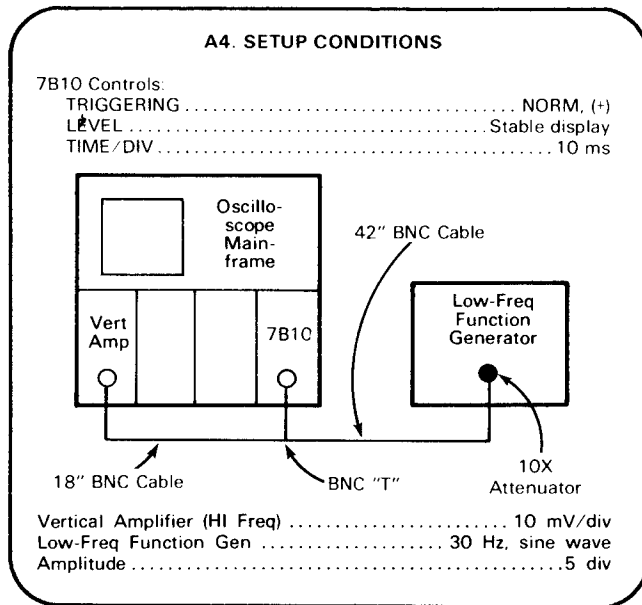 A4. SETUP CONDITIONS
7B10 Controls:
TRIGGERING ........................................ NORM, (+)
LEVEL ........................................ Stable display
TIME/DIV ........................................ 10 ms
Oscillo-
scope
Main-
frame
42" BNC Cable
Vert
Amp
7B10
Low-Freq
Function
Generator
18" BNC Cable
BNC "T"
10X
Attenuator
Vertical Amplifier (HI Freq) ........................ 10 mV/div
Low-Freq Function Gen .................... 30 Hz, sine wave
Amplitude ........................................ 5 div